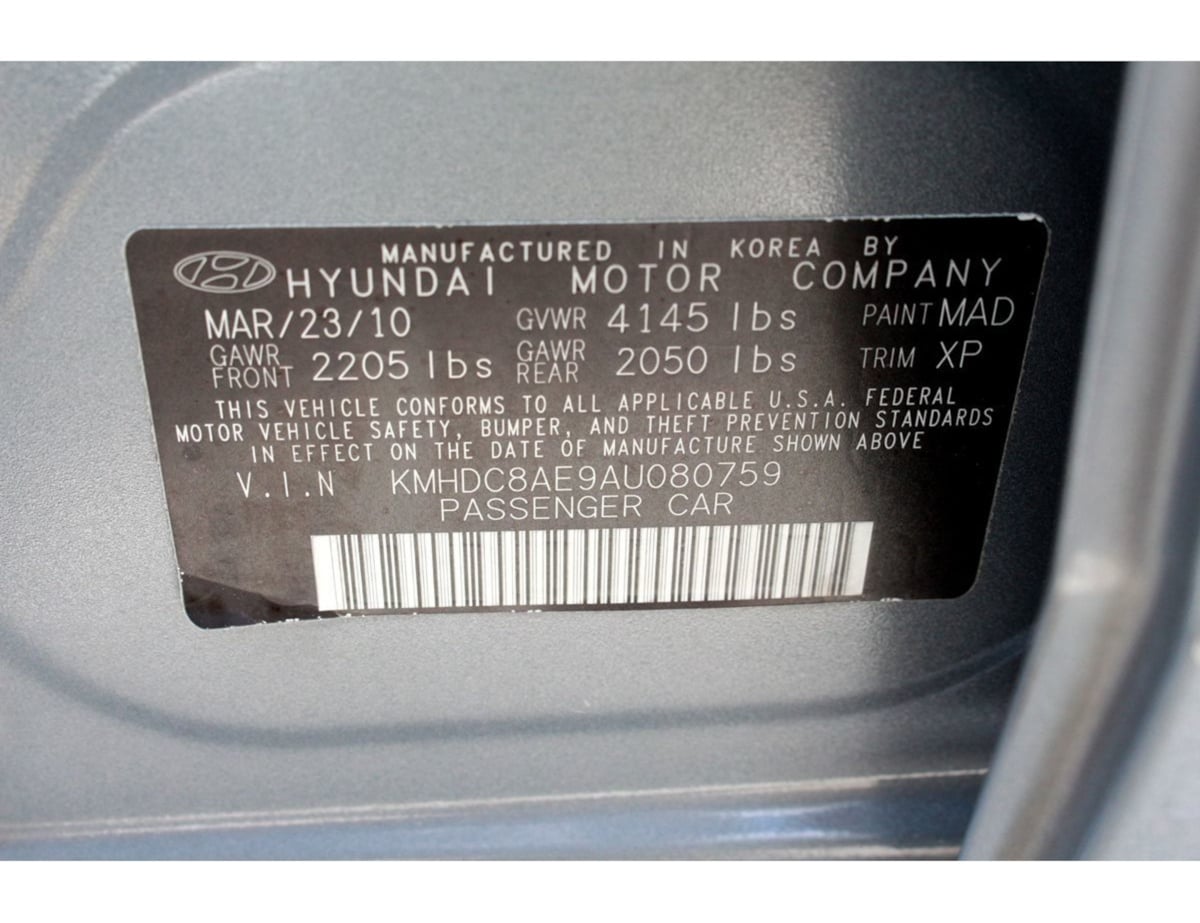 MANUFACTURED IN KOREA BY
HYUNDAI MOTOR COMPANY
MAR/23/10 GVWR 4145 lbs PAINT MAD
GAWR FRONT 2205 lbs GAWR REAR 2050 lbs TRIM XP
THIS VEHICLE CONFORMS TO ALL APPLICABLE U.S.A. FEDERAL
MOTOR VEHICLE SAFETY, BUMPER, AND THEFT PREVENTION STANDARDS
IN EFFECT ON THE DATE OF MANUFACTURE SHOWN ABOVE
V.I.N KMHDC8AE9AU080759
PASSENGER CAR